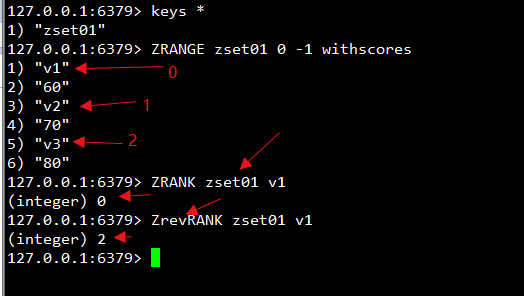 127.0.0.1:6379> keys *
1) "zset01"
127.0.0.1:6379> ZRANGE zset01 0 -1 withscores
1) "v1" 0
2) "60"
3) "v2" 1
4) "70"
5) "v3" 2
6) "80"
127.0.0.1:6379> ZRANK zset01 v1
(integer) 0
127.0.0.1:6379> ZrevRANK zset01 v1
(integer) 2
127.0.0.1:6379>